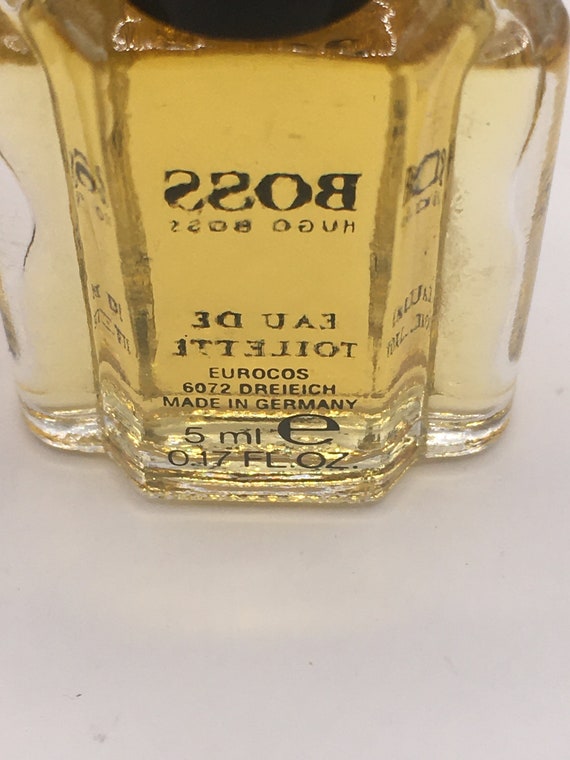 BOSS
HUGO BOSS
EAU DE
TOILETTE
EUROCOS
6072 DREIEICH
MADE IN GERMANY
5 ml e
0.17 FL.OZ.